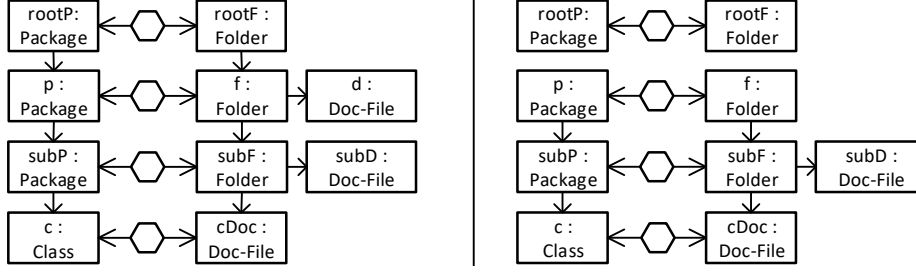 rootP:
Package
rootF :
Folder
p :
Package
f :
Folder
d :
Doc-File
subP :
Package
subF :
Folder
subD :
Doc-File
c :
Class
cDoc :
Doc-File
rootP:
Package
rootF :
Folder
p :
Package
f :
Folder
subP :
Package
subF :
Folder
subD :
Doc-File
c :
Class
cDoc :
Doc-File